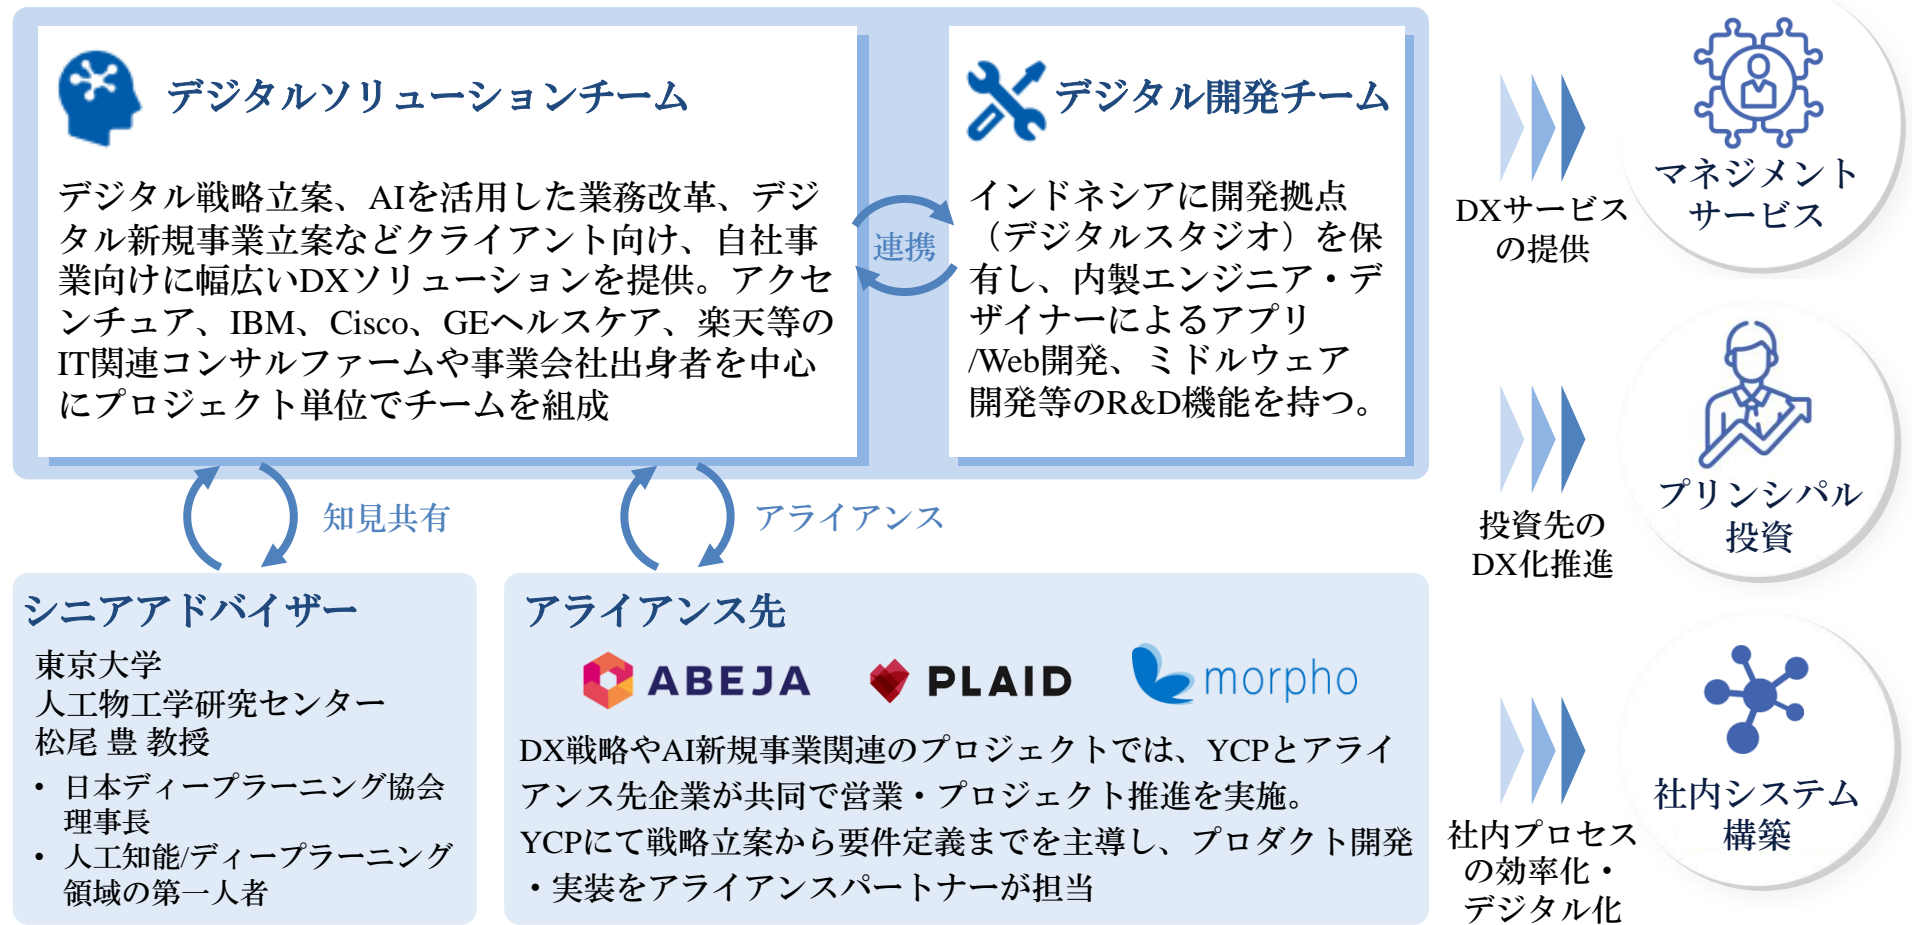 デジタルソリューションチーム
デジタル戦略立案、AIを活用した業務改革、デジ
タル新規事業立案などクライアント向け、自社事
業向けに幅広いDXソリューションを提供。アクセ
ンチュア、IBM、Cisco、GEヘルスケア、楽天等の
IT関連コンサルファームや事業会社出身者を中心
にプロジェクト単位でチームを組成
連携
デジタル開発チーム
インドネシアに開発拠点
（デジタルスタジオ）を保
有し、内製エンジニア・デ
ザイナーによるアプリ
/Web開発、ミドルウェア
開発等のR&D機能を持つ。
知見共有
アライアンス
シニアアドバイザー
東京大学
人工物工学研究センター
松尾 豊 教授
• 日本ディープラーニング協会
理事長
• 人工知能/ディープラーニング
領域の第一人者
アライアンス先
ABEJA
PLAID
morpho
DX戦略やAI新規事業関連のプロジェクトでは、YCPとアライ
アンス先企業が共同で営業・プロジェクト推進を実施。
YCPにて戦略立案から要件定義までを主導し、プロダクト開発
・実装をアライアンスパートナーが担当
DXサービス
の提供
マネジメント
サービス
投資先の
DX化推進
プリンシパル
投資
社内プロセス
の効率化・
デジタル化
社内システム
構築